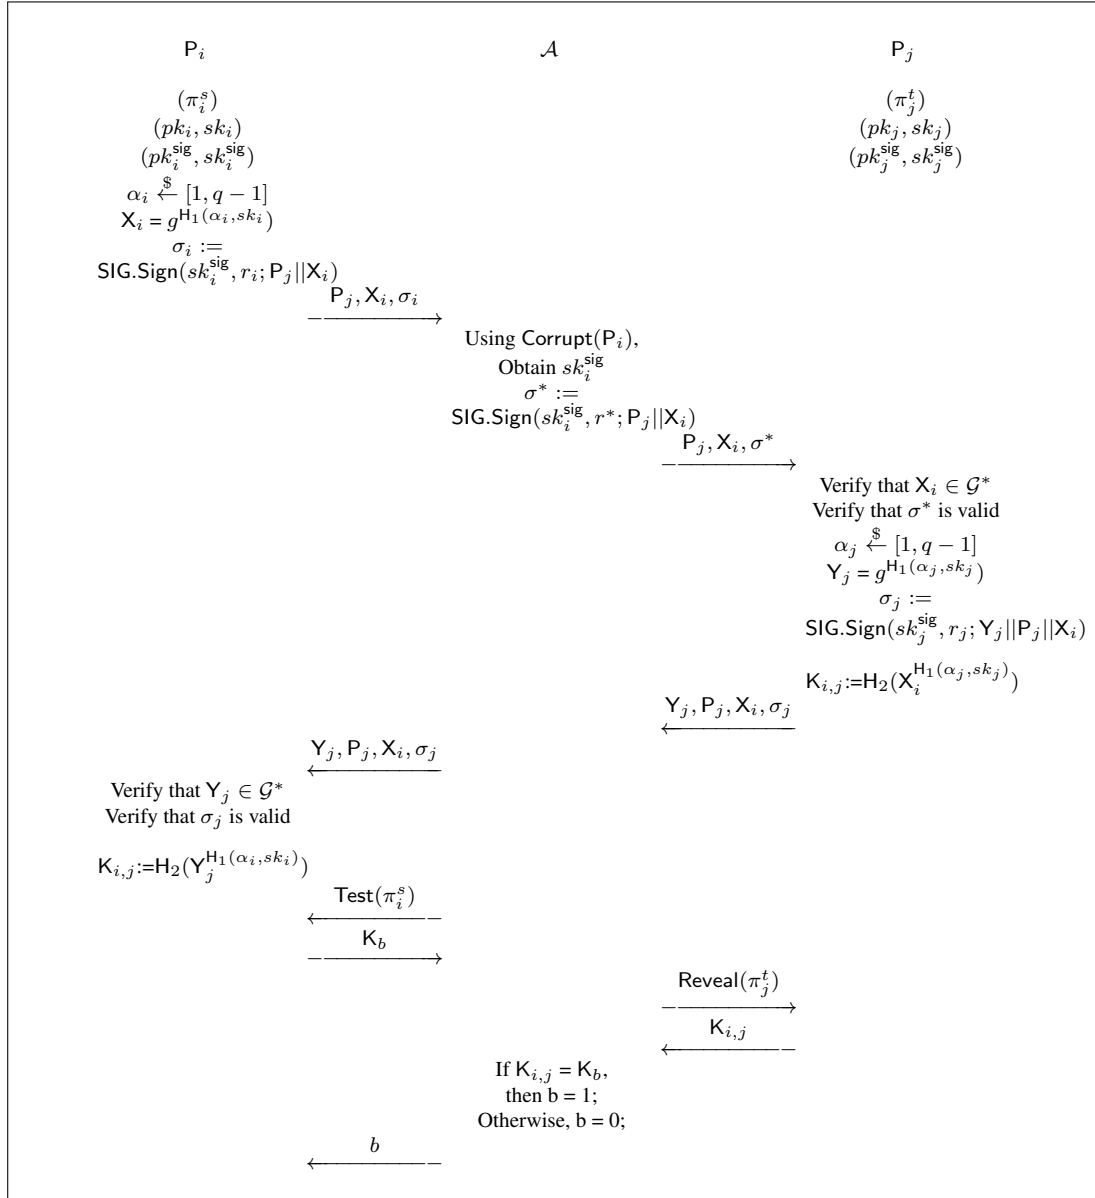 P_i A P_j
(π_i^s) (π_j^t)
(pk_i, sk_i) (pk_j, sk_j)
(pk_i^sig, sk_i^sig) (pk_j^sig, sk_j^sig)
α_i ←$ [1, q − 1]
X_i = g^{H_1(α_i, sk_i)}
σ_i :=
SIG.Sign(sk_i^sig, r_i; P_j||X_i)
P_j, X_i, σ_i
Using Corrupt(P_i),
Obtain sk_i^sig
σ* :=
SIG.Sign(sk_i^sig, r*; P_j||X_i)
P_j, X_i, σ*
Verify that X_i ∈ G*
Verify that σ* is valid
α_j ←$ [1, q − 1]
Y_j = g^{H_1(α_j, sk_j)}
σ_j :=
SIG.Sign(sk_j^sig, r_j; Y_j||P_j||X_i)
K_{i,j}:=H_2(X_i^{H_1(α_j, sk_j)})
Y_j, P_j, X_i, σ_j
Y_j, P_j, X_i, σ_j
Verify that Y_j ∈ G*
Verify that σ_j is valid
K_{i,j}:=H_2(Y_j^{H_1(α_i, sk_i)})
Test(π_i^s)
K_b
Reveal(π_j^t)
K_{i,j}
If K_{i,j} = K_b,
then b = 1;
Otherwise, b = 0;
b